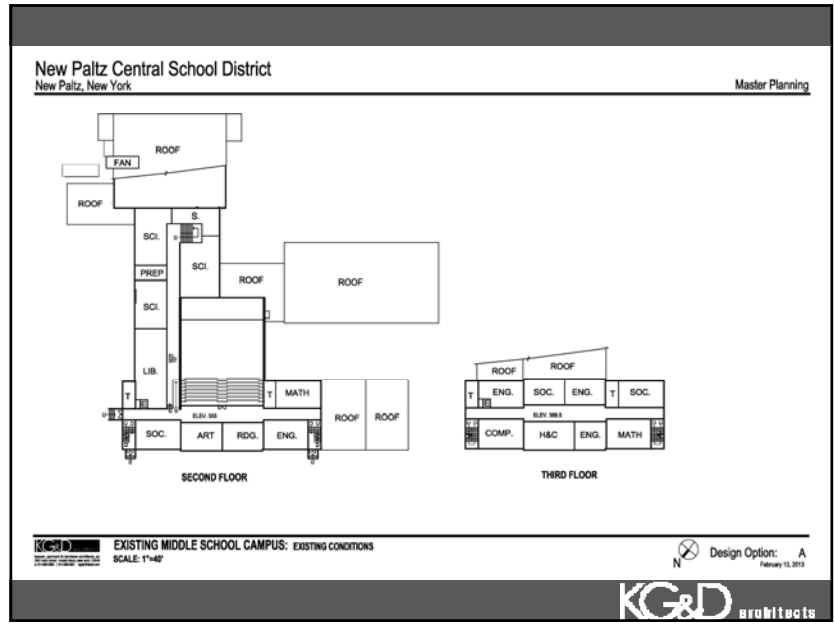 New Paltz Central School District
New Paltz, New York
Master Planning
ROOF
FAN
ROOF
S.
SCI.
SCI.
PREP
ROOF
ROOF
SCI.
LIB.
T
T
MATH
ELEV. 355
ROOF
ROOF
SOC.
ART
RDG.
ENG.
SECOND FLOOR
ROOF
ROOF
T
ENG.
SOC.
ENG.
T
SOC.
COMP.
H&C
ENG.
MATH
THIRD FLOOR
KG&D
EXISTING MIDDLE SCHOOL CAMPUS: EXISTING CONDITIONS
SCALE: 1"=40'
N
Design Option: A
February 13, 2013
KG&D architects